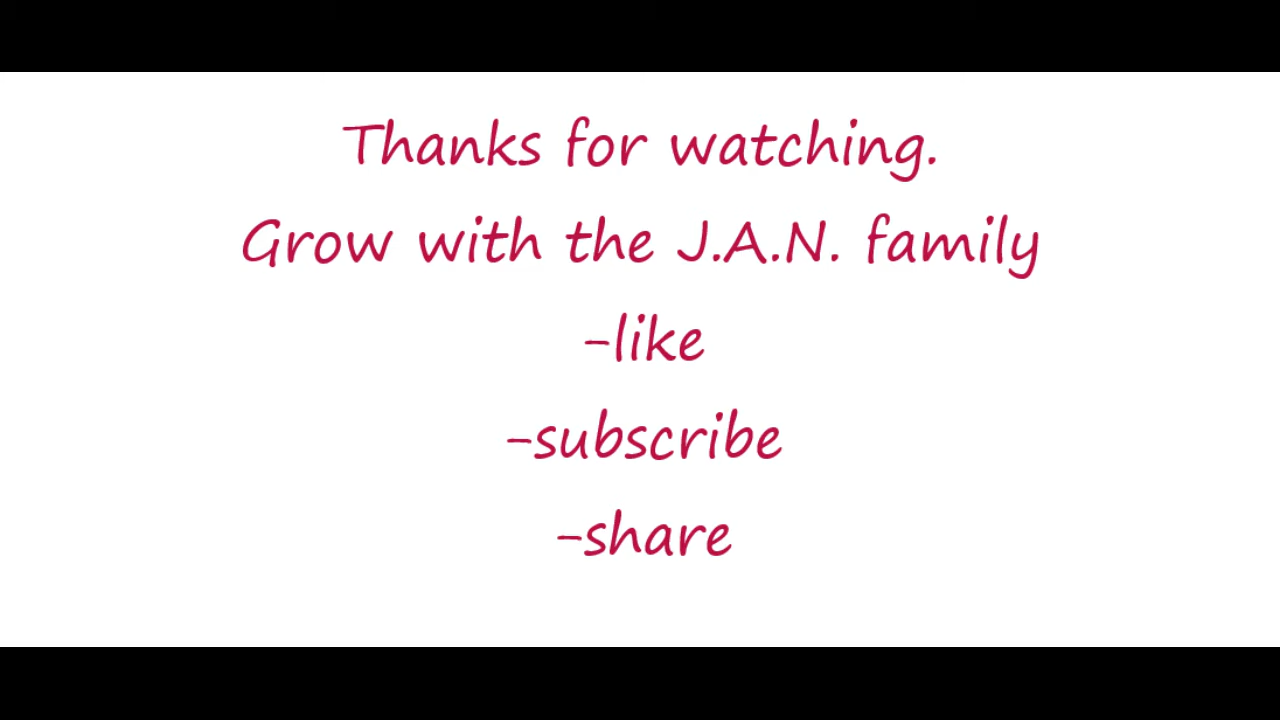 Thanks for watching.
Grow with the J.A.N. family
-like
-subscribe
-share